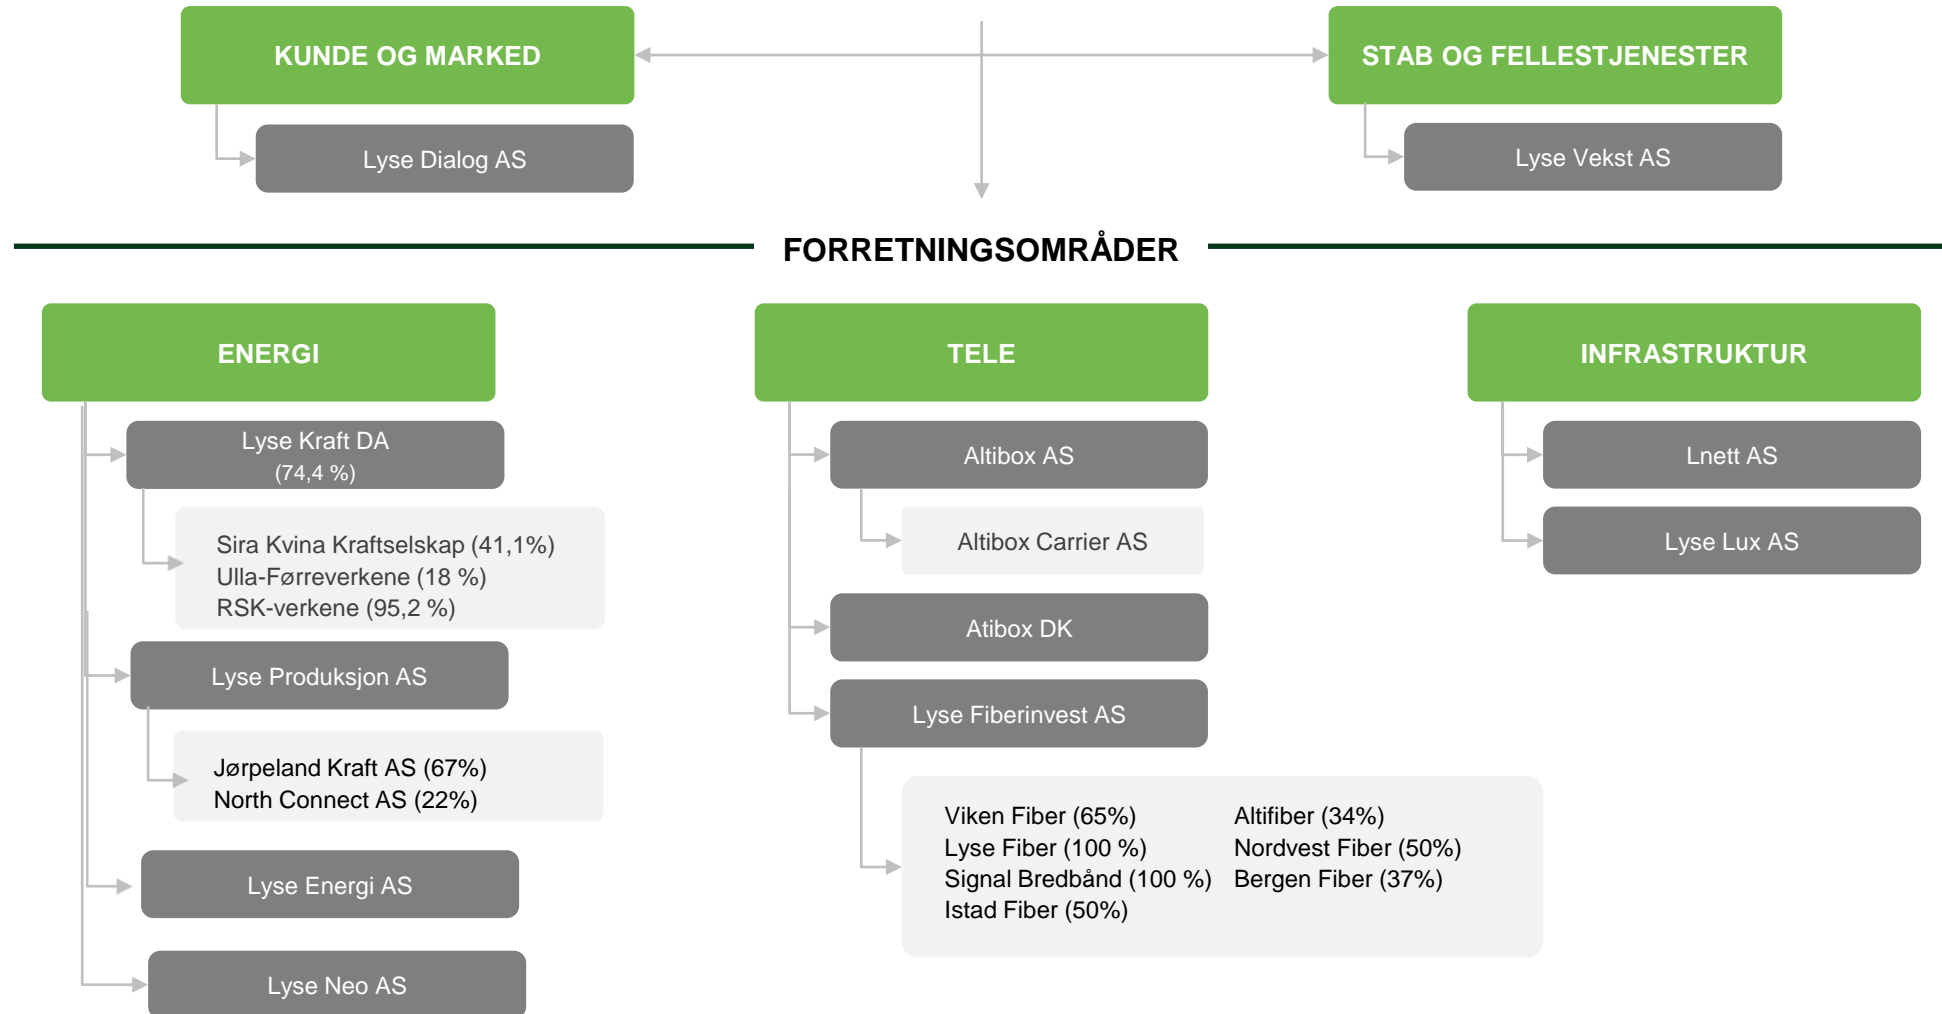 KUNDE OG MARKED
STAB OG FELLESTJENESTER
Lyse Dialog AS
Lyse Vekst AS
FORRETNINGSOMRÅDER
ENERGI
Lyse Kraft DA
(74,4 %)
Sira Kvina Kraftselskap (41,1%)
Ulla-Førreverkene (18 %)
RSK-verkene (95,2 %)
Lyse Produksjon AS
Jørpeland Kraft AS (67%)
North Connect AS (22%)
Lyse Energi AS
Lyse Neo AS
TELE
Altibox AS
Altibox Carrier AS
Atibox DK
Lyse Fiberinvest AS
Viken Fiber (65%)
Lyse Fiber (100 %)
Signal Bredbånd (100 %)
Istad Fiber (50%)
Altifiber (34%)
Nordvest Fiber (50%)
Bergen Fiber (37%)
INFRASTRUKTUR
Lnett AS
Lyse Lux AS